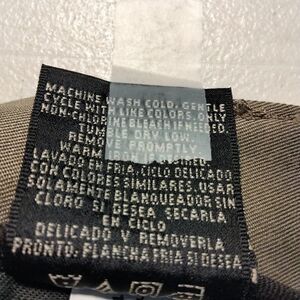 MACHINE WASH COLD, GENTLE
CYCLE WITH LIKE COLORS. ONLY
NON-CHLORINE BLEACH IF NEEDED.
TUMBLE DRY LOW.
REMOVE PROMPTLY.
WARM IRON IF
LAVADO EN FRIA, CICLO DELICADO
CON COLORES SIMILARES. USAR
SOLAMENTE BLANQUEADOR SIN
CLORO SI DESEA SECARLA
EN CICLO
DELICADO Y REMOVERLA
PRONTO. PLANCHA FRIA SI DESEA